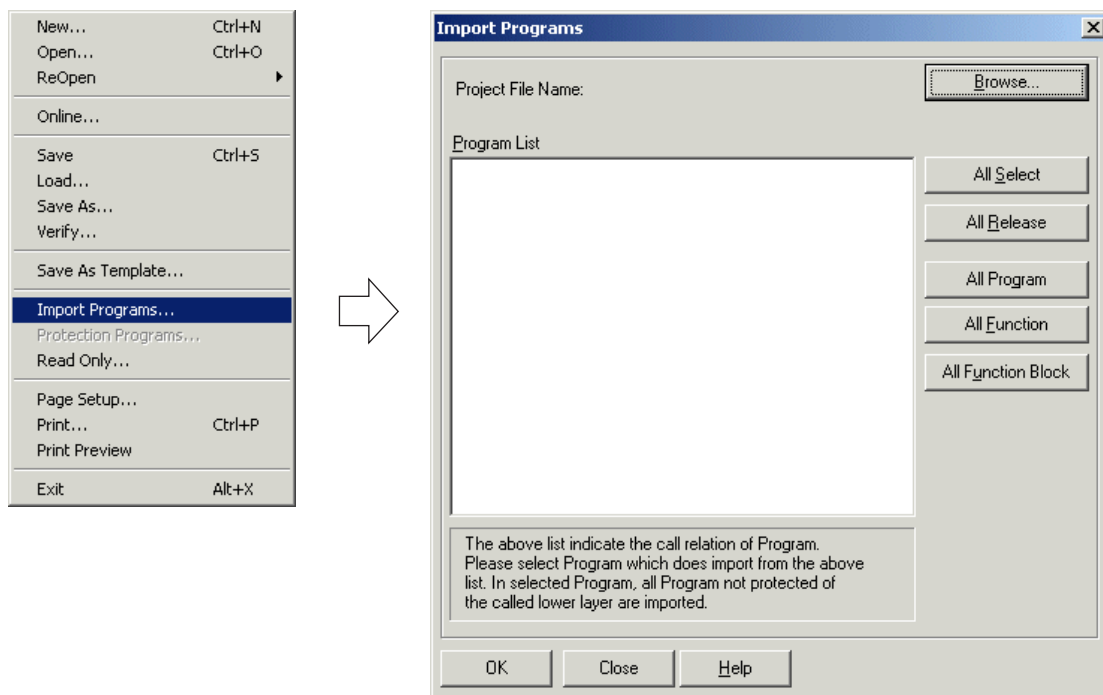 New... Ctrl+N
Open... Ctrl+O
ReOpen
Online...
Save Ctrl+S
Load...
Save As...
Verify...
Save As Template...
Import Programs...
Protection Programs...
Read Only...
Page Setup...
Print... Ctrl+P
Print Preview
Exit Alt+X
Import Programs
Project File Name:
Browse...
Program List
All Select
All Release
All Program
All Function
All Function Block
The above list indicate the call relation of Program.
Please select Program which does import from the above
list. In selected Program, all Program not protected of
the called lower layer are imported.
OK Close Help